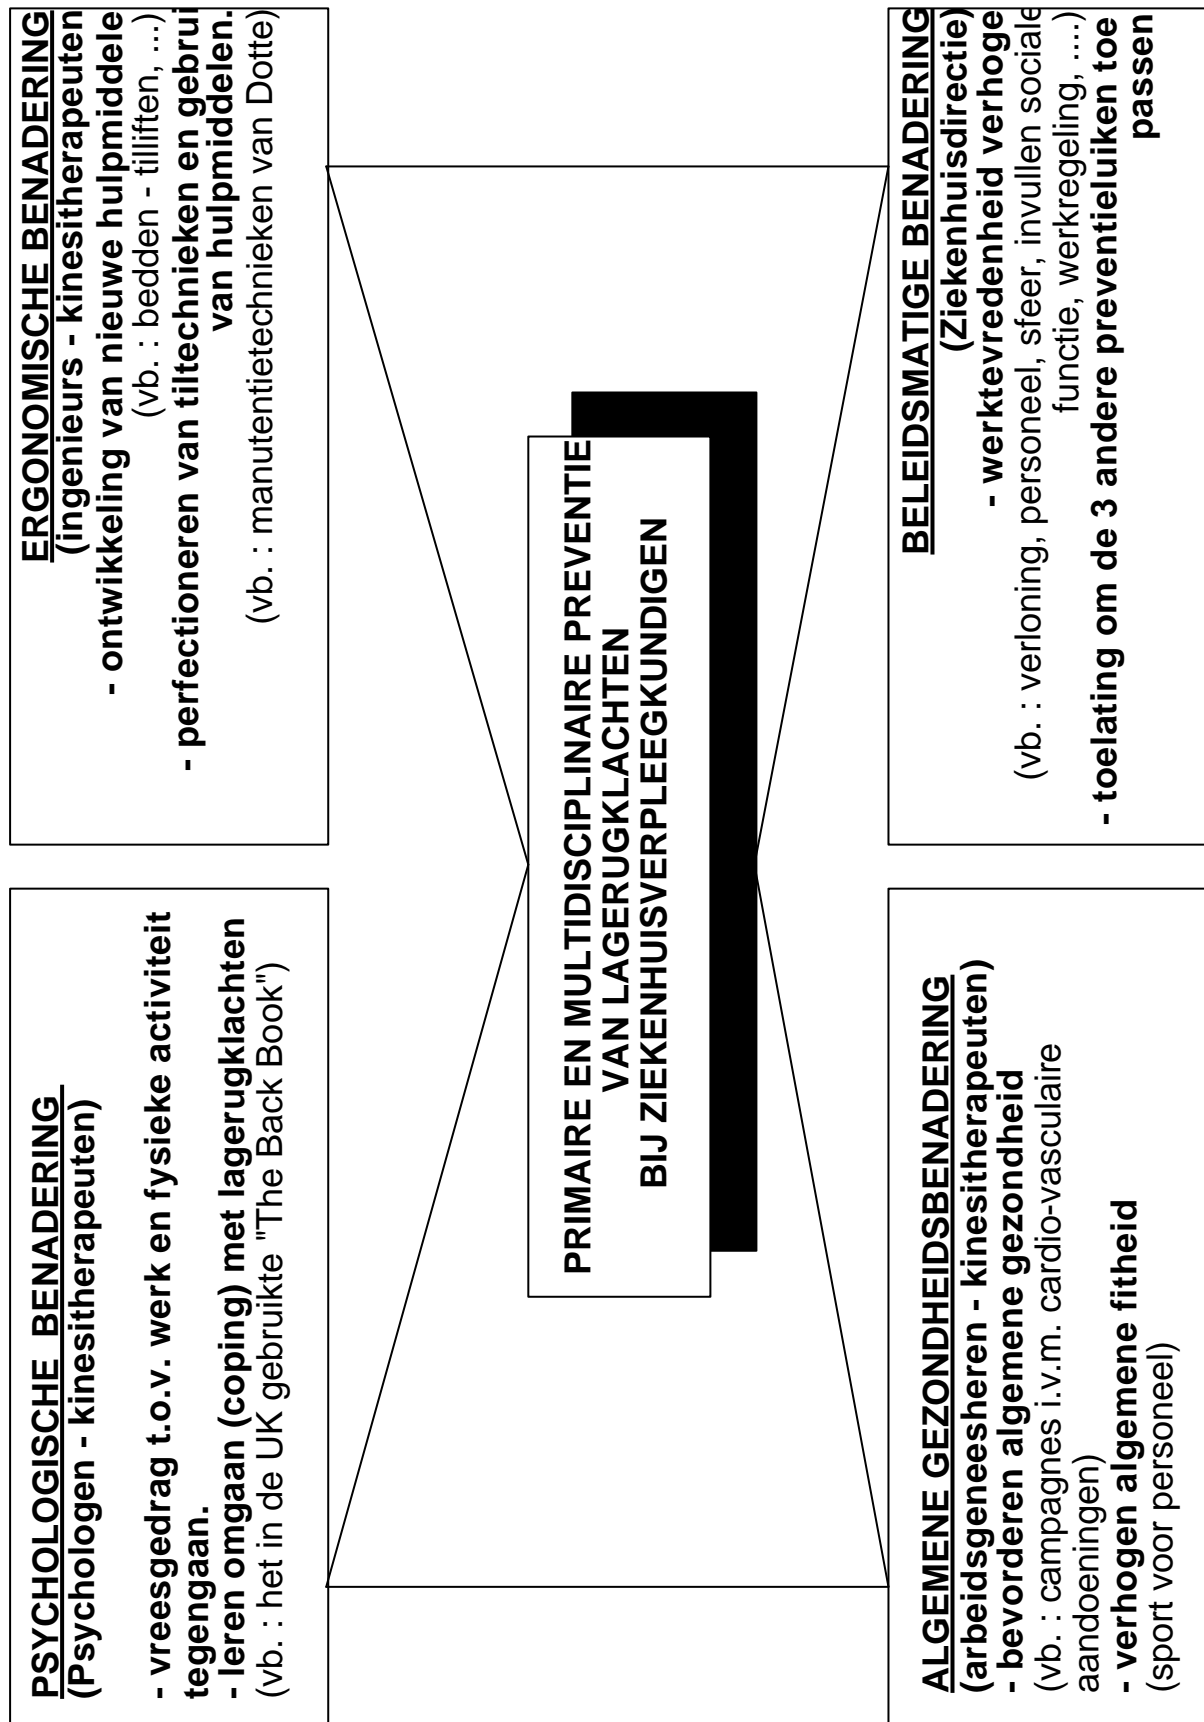 PSYCHOLOGISCHE BENADERING
(Psychologen - kinesitherapeuten)
- vreesgedrag t.o.v. werk en fysieke activiteit
tegengaan.
- leren omgaan (coping) met lagerugklachten
(vb. : het in de UK gebruikte "The Back Book")
ERGONOMISCHE BENADERING
(ingenieurs - kinesitherapeuten
- ontwikkeling van nieuwe hulpmiddele
(vb. : bedden - tilliften, ...)
- perfectioneren van tiltechnieken en gebrui
van hulpmiddelen.
(vb. : manutentietechnieken van Dotte)
PRIMAIRE EN MULTIDISCIPLINAIRE PREVENTIE
VAN LAGERUGKLACHTEN
BIJ ZIEKENHUISVERPLEEGKUNDIGEN
ALGEMENE GEZONDHEIDSBENADERING
(arbeidsgeneesheren - kinesitherapeuten)
- bevorderen algemene gezondheid
(vb. : campagnes i.v.m. cardio-vasculaire
aandoeningen)
- verhogen algemene fitheid
(sport voor personeel)
BELEIDSMATIGE BENADERING
(Ziekenhuisdirectie)
- werktevredenheid verhoge
(vb. : verloning, personeel, sfeer, invullen sociale
functie, werkregeling, ....)
- toelating om de 3 andere preventieluiken toe
passen